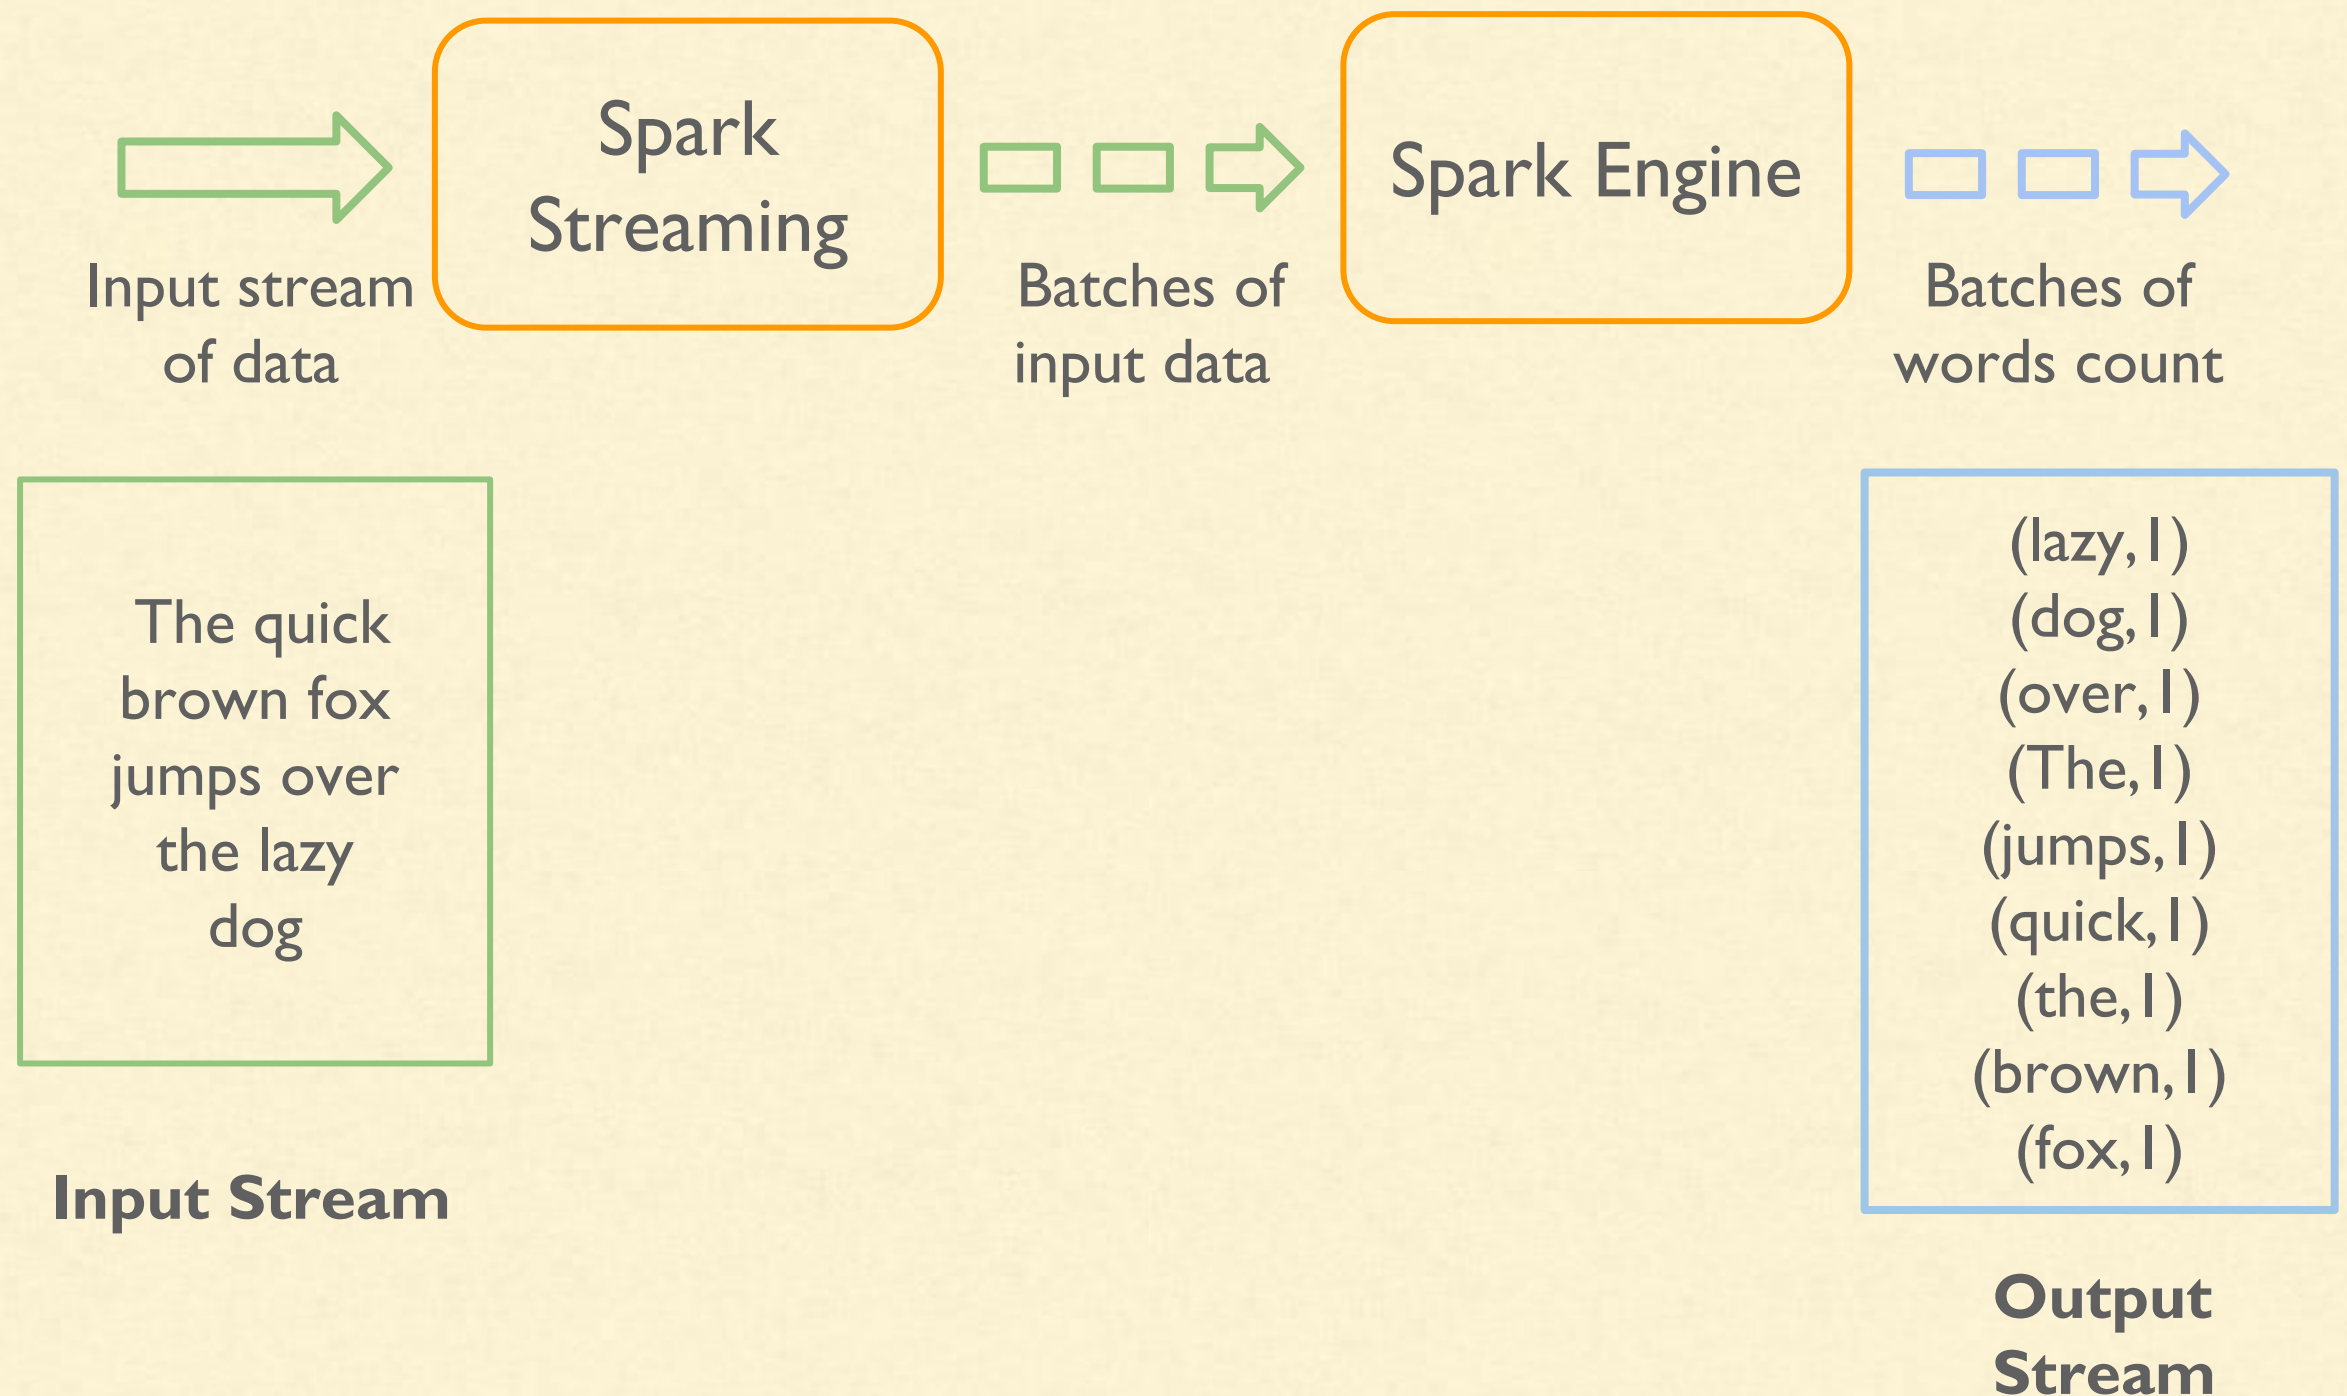 Spark
Streaming
Spark Engine
Input stream
of data
Batches of
input data
Batches of
words count
The quick
brown fox
jumps over
the lazy
dog
Input Stream
(lazy,1)
(dog,1)
(over,1)
(The,1)
(jumps,1)
(quick,1)
(the,1)
(brown,1)
(fox,1)
Output
Stream